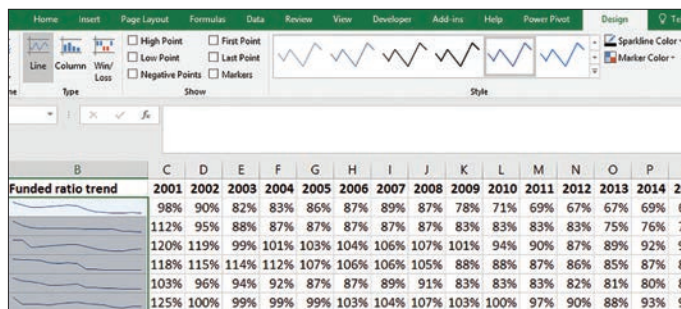 Home Insert Page Layout Formulas Data Review View Developer Add-ins Help Power Pivot Design
High Point First Point Sparkline Color
Low Point Last Point Marker Color
Line Column Win/
Loss Negative Points Markers
Type Show Style
fx
B C D E F G H I J K L M N O P
Funded ratio trend 2001 2002 2003 2004 2005 2006 2007 2008 2009 2010 2011 2012 2013 2014
98% 90% 82% 83% 86% 87% 89% 87% 78% 71% 69% 67% 67% 69%
112% 95% 88% 87% 87% 87% 87% 87% 83% 83% 83% 83% 75% 76%
120% 119% 99% 101% 103% 104% 106% 107% 101% 94% 90% 87% 89% 92%
118% 115% 114% 112% 107% 106% 106% 105% 88% 88% 87% 86% 85% 87%
103% 96% 94% 92% 87% 87% 89% 91% 83% 83% 83% 82% 81% 80%
125% 100% 99% 99% 99% 103% 104% 107% 103% 100% 97% 90% 88% 93%